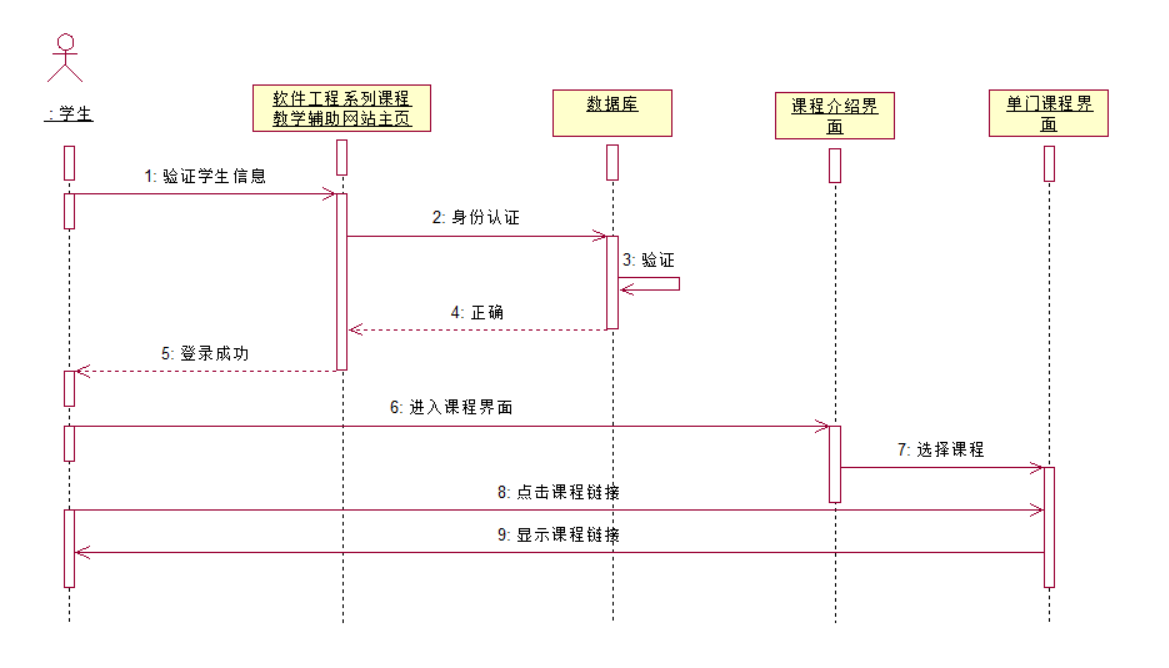 : 学生
软件工程系列课程
教学辅助网站主页
数据库
课程介绍界
面
单门课程界
面
1: 验证学生信息
2: 身份认证
3: 验证
4: 正确
5: 登录成功
6: 进入课程界面
7: 选择课程
8: 点击课程链接
9: 显示课程链接